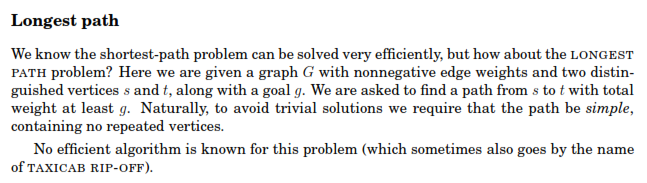 Longest path
We know the shortest-path problem can be solved very efficiently, but how about the LONGEST
PATH problem? Here we are given a graph G with nonnegative edge weights and two distin-
guished vertices s and t, along with a goal g. We are asked to find a path from s to t with total
weight at least g. Naturally, to avoid trivial solutions we require that the path be simple,
containing no repeated vertices.
No efficient algorithm is known for this problem (which sometimes also goes by the name
of TAXICAB RIP-OFF).